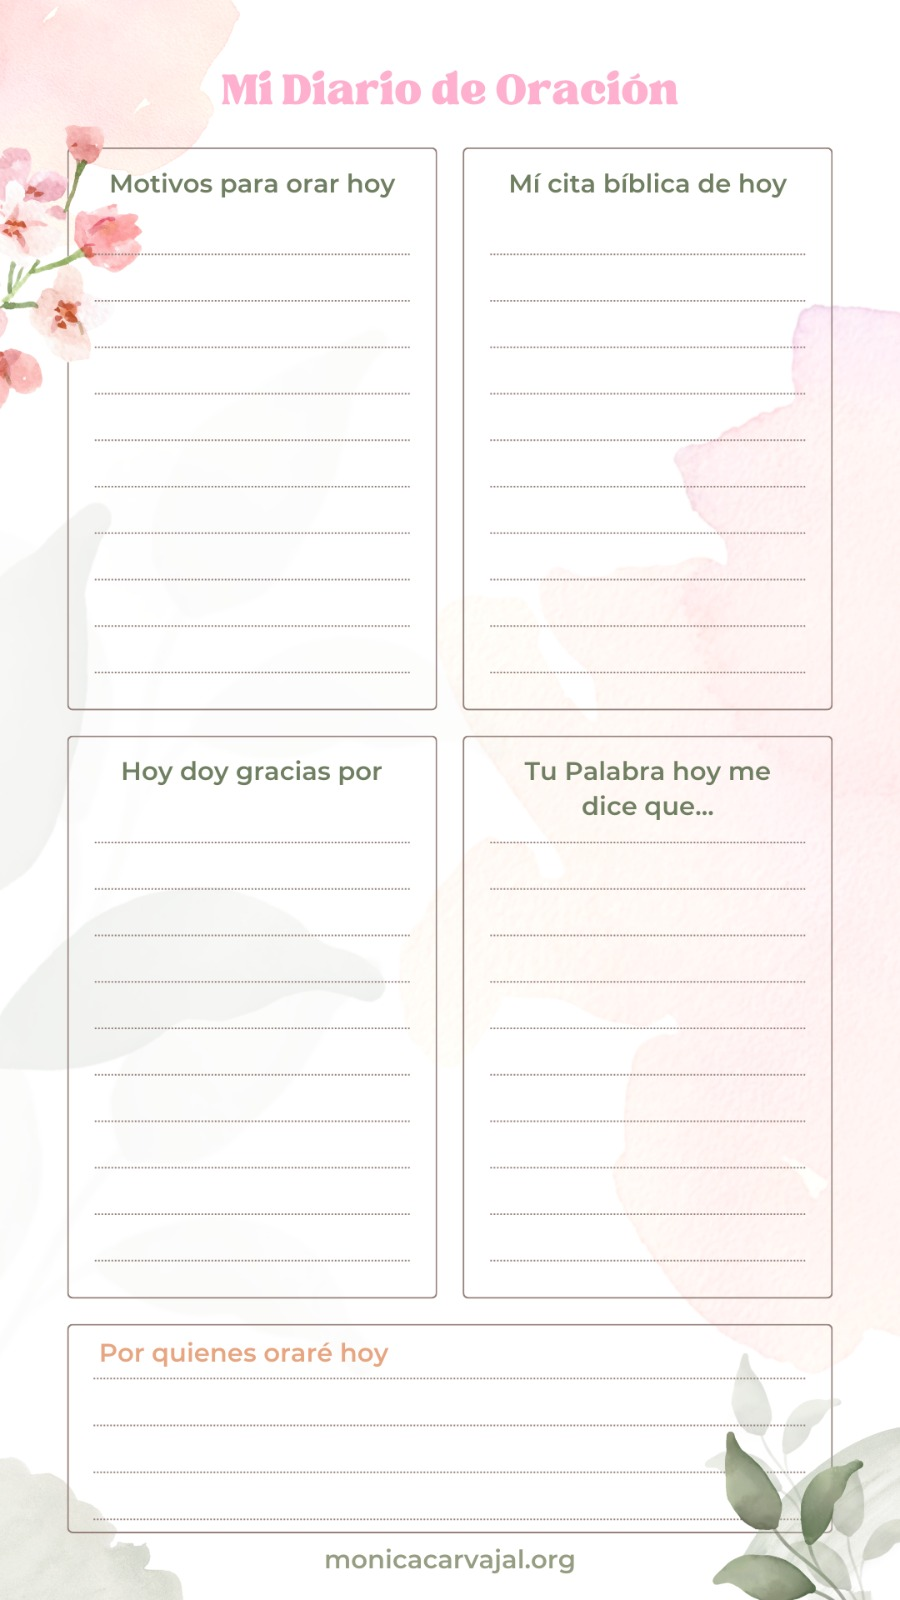 Mi Diario de Oración
Motivos para orar hoy
Mí cita bíblica de hoy
Hoy doy gracias por
Tu Palabra hoy me
dice que...
Por quienes oraré hoy
monicacarvajal.org